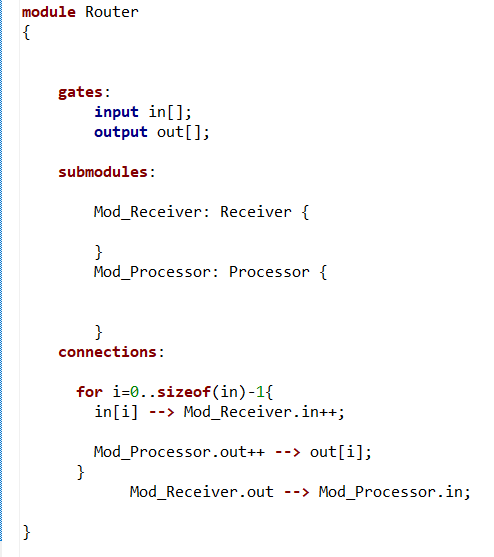 module Router
{
gates:
input in[];
output out[];
submodules:
Mod_Receiver: Receiver {
}
Mod_Processor: Processor {
}
connections:
for i=0..sizeof(in)-1{
in[i] --> Mod_Receiver.in++;
Mod_Processor.out++ --> out[i];
}
Mod_Receiver.out --> Mod_Processor.in;
}